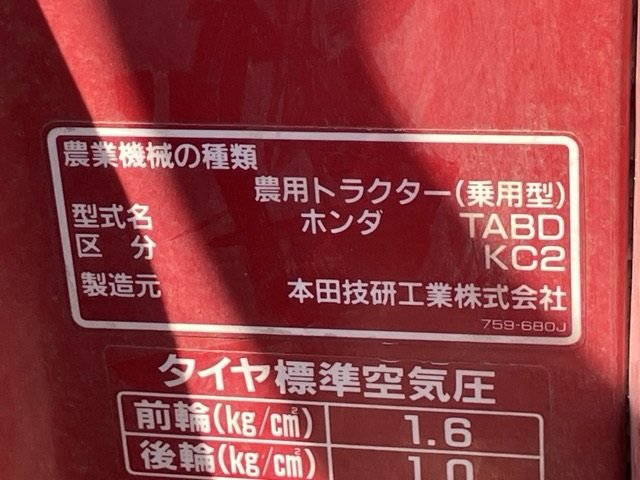 農業機械の種類
農用トラクター(乗用型)
型式名 ホンダ TABD
区分 KC2
製造元 本田技研工業株式会社
759-680J
タイヤ標準空気圧
前輪(kg/c㎡) 1.6
後輪(kg/c㎡) 1.0